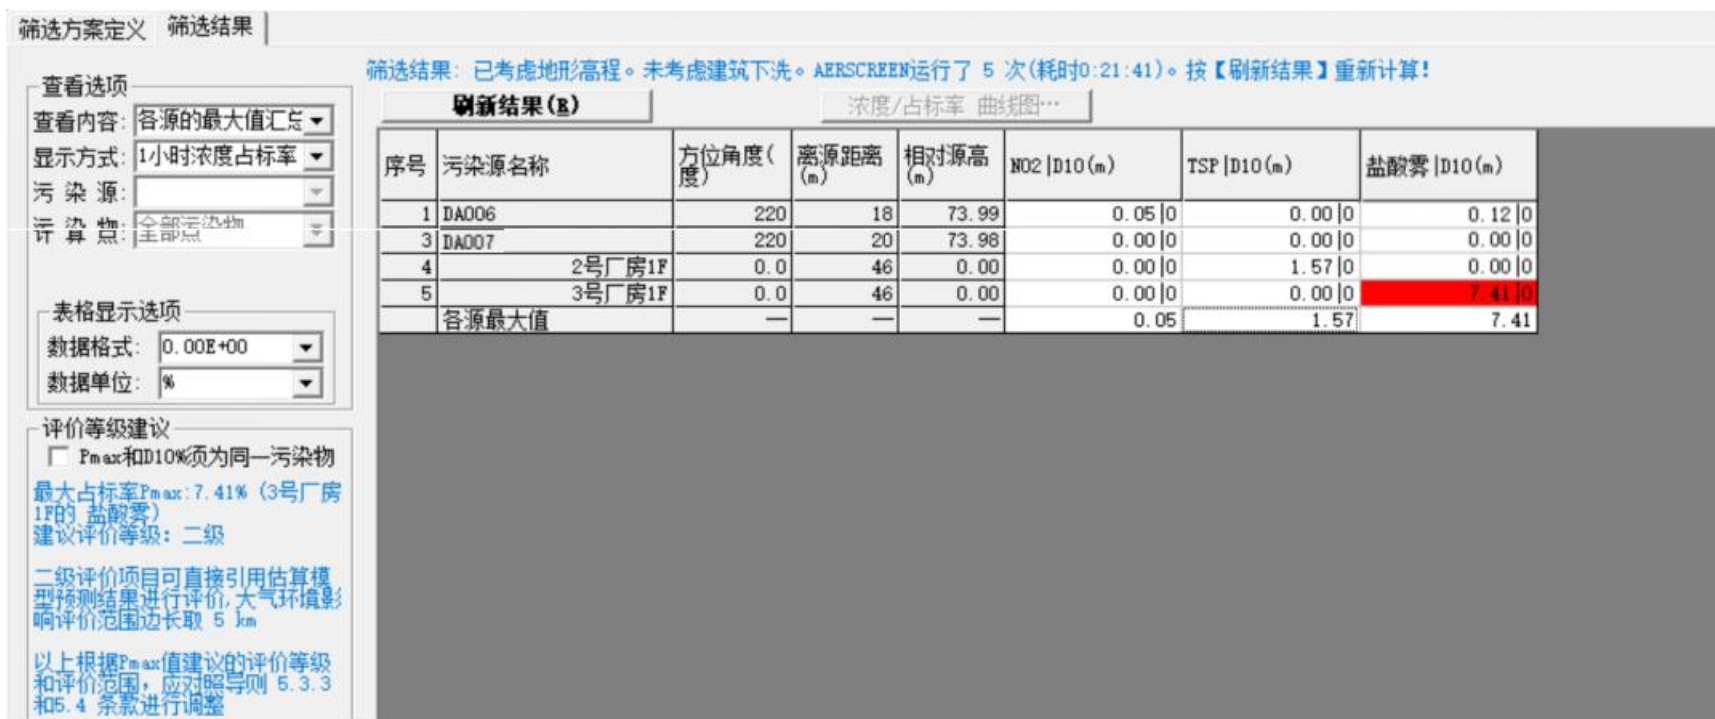 筛选方案定义 筛选结果
筛选结果: 已考虑地形高程。未考虑建筑下洗。AERSCREEN运行了 5 次(耗时0:21:41)。按【刷新结果】重新计算!
查看选项
查看内容: 各源的最大值汇总
显示方式: 1小时浓度占标率
污 染 源:
计 算 点: 全部点
表格显示选项
数据格式: 0.00E+00
数据单位: %
评价等级建议
Pmax和D10%须为同一污染物
最大占标率Pmax:7.41% (3号厂房
1F的 盐酸雾)
建议评价等级: 二级
二级评价项目可直接引用估算模
型预测结果进行评价,大气环境影
响评价范围边长取 5 km
以上根据Pmax值建议的评价等级
和评价范围, 应对照导则 5.3.3
和5.4 条款进行调整
刷新结果(R) 浓度/占标率 曲线图…
序号 污染源名称 方位角度(度) 离源距离(m) 相对源高(m) NO2|D10(m) TSP|D10(m) 盐酸雾|D10(m)
1 DA006 220 18 73.99 0.05|0 0.00|0 0.12|0
3 DA007 220 20 73.98 0.00|0 0.00|0 0.00|0
4 2号厂房1F 0.0 46 0.00 0.00|0 1.57|0 0.00|0
5 3号厂房1F 0.0 46 0.00 0.00|0 0.00|0 7.41|0
各源最大值 — — — 0.05 1.57 7.41